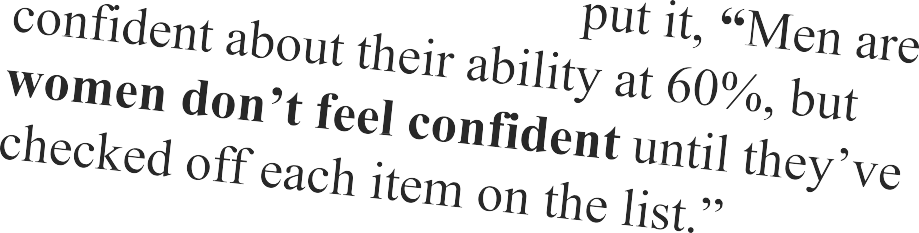 put it, “Men are
confident about their ability at 60%, but
women don’t feel confident until they’ve
checked off each item on the list.”